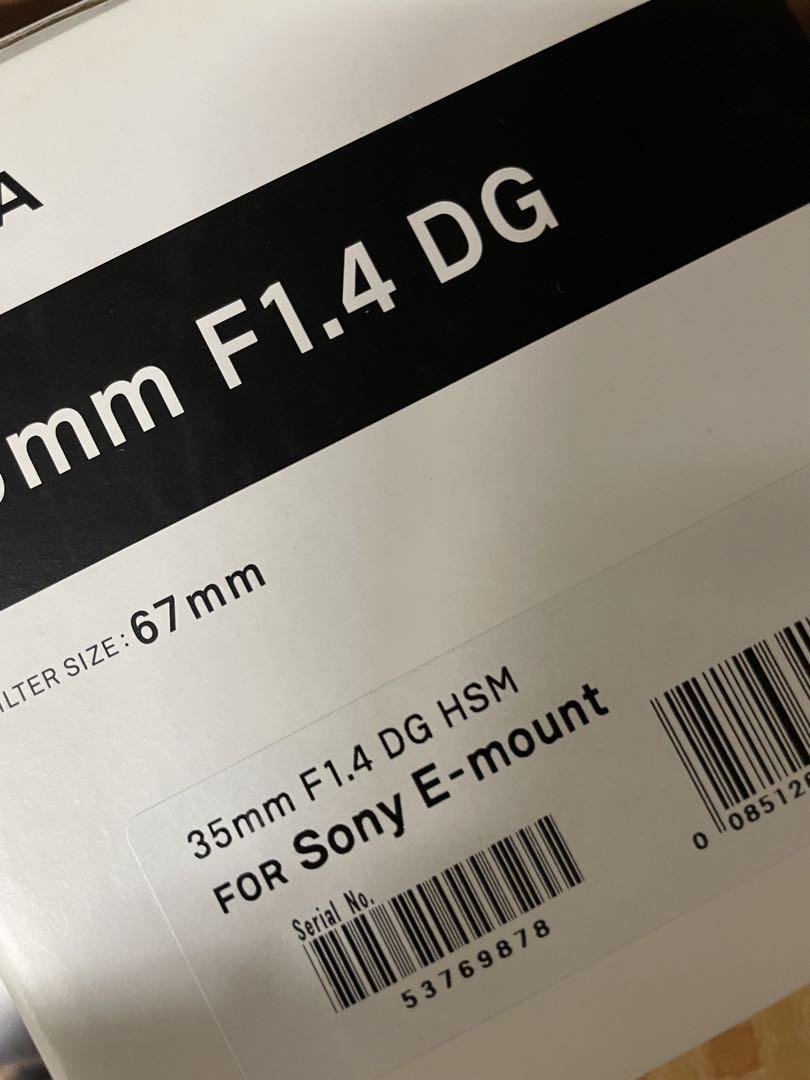 A
mm F1.4 DG
FILTER SIZE: 67mm
35mm F1.4 DG HSM
FOR Sony E-mount
Serial No.
53769878
0 08512